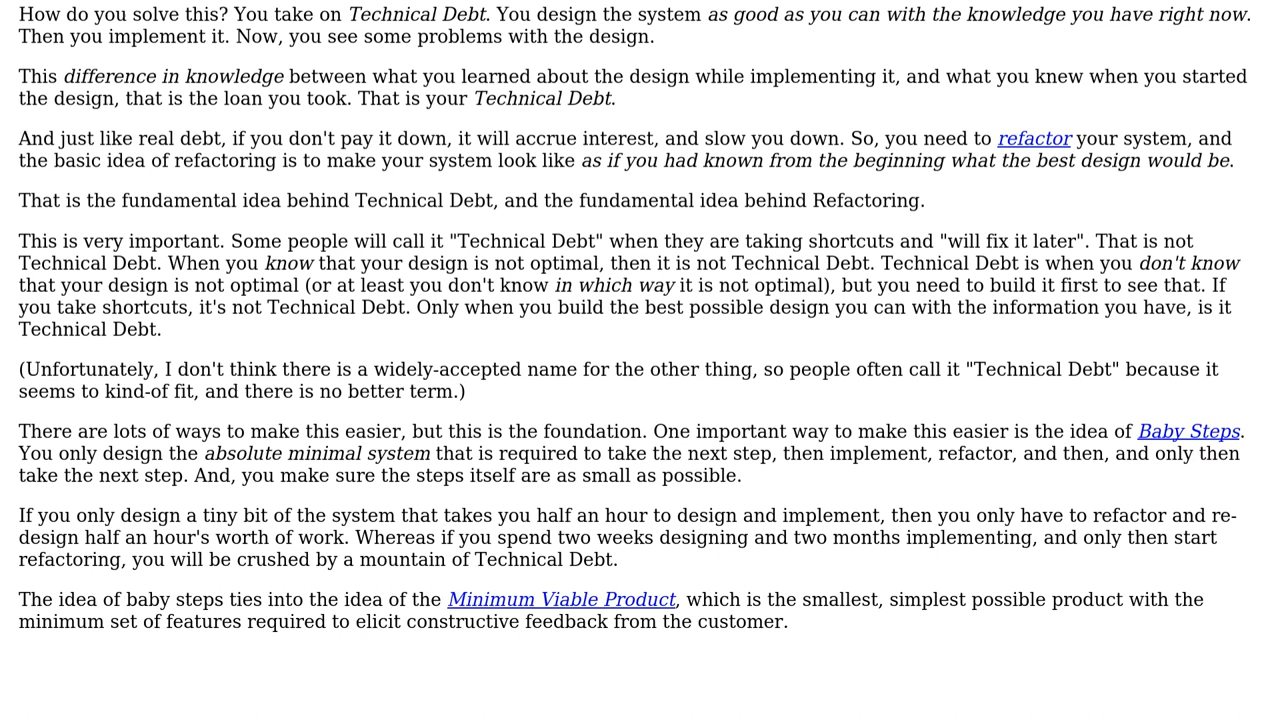 How do you solve this? You take on Technical Debt. You design the system as good as you can with the knowledge you have right now.
Then you implement it. Now, you see some problems with the design.
This difference in knowledge between what you learned about the design while implementing it, and what you knew when you started
the design, that is the loan you took. That is your Technical Debt.
And just like real debt, if you don't pay it down, it will accrue interest, and slow you down. So, you need to refactor your system, and
the basic idea of refactoring is to make your system look like as if you had known from the beginning what the best design would be.
That is the fundamental idea behind Technical Debt, and the fundamental idea behind Refactoring.
This is very important. Some people will call it "Technical Debt" when they are taking shortcuts and "will fix it later". That is not
Technical Debt. When you know that your design is not optimal, then it is not Technical Debt. Technical Debt is when you don't know
that your design is not optimal (or at least you don't know in which way it is not optimal), but you need to build it first to see that. If
you take shortcuts, it's not Technical Debt. Only when you build the best possible design you can with the information you have, is it
Technical Debt.
(Unfortunately, I don't think there is a widely-accepted name for the other thing, so people often call it "Technical Debt" because it
seems to kind-of fit, and there is no better term.)
There are lots of ways to make this easier, but this is the foundation. One important way to make this easier is the idea of Baby Steps.
You only design the absolute minimal system that is required to take the next step, then implement, refactor, and then, and only then
take the next step. And, you make sure the steps itself are as small as possible.
If you only design a tiny bit of the system that takes you half an hour to design and implement, then you only have to refactor and re-
design half an hour's worth of work. Whereas if you spend two weeks designing and two months implementing, and only then start
refactoring, you will be crushed by a mountain of Technical Debt.
The idea of baby steps ties into the idea of the Minimum Viable Product, which is the smallest, simplest possible product with the
minimum set of features required to elicit constructive feedback from the customer.